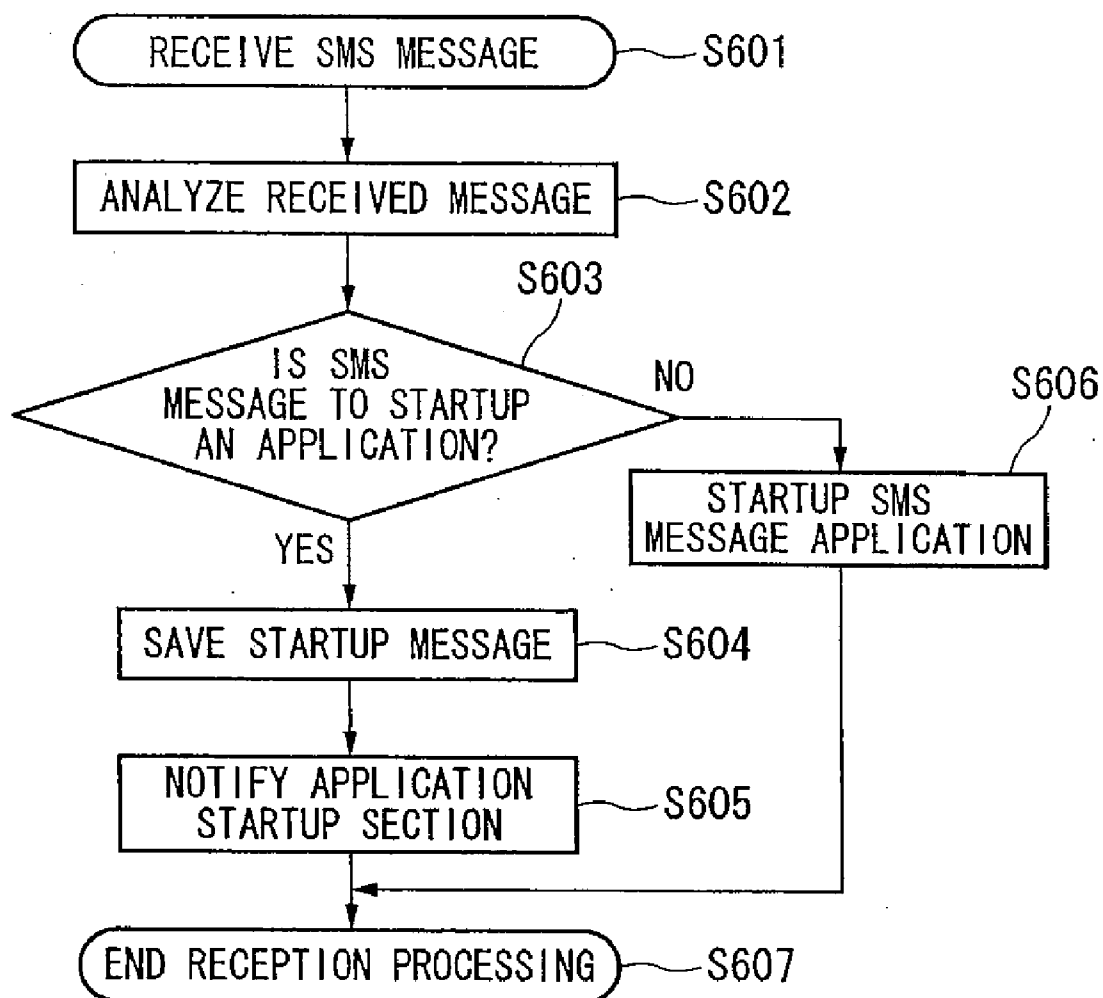 RECEIVE SMS MESSAGE
S601
ANALYZE RECEIVED MESSAGE
S602
S603
IS SMS
MESSAGE TO STARTUP
AN APPLICATION?
NO
S606
STARTUP SMS
MESSAGE APPLICATION
YES
SAVE STARTUP MESSAGE
S604
NOTIFY APPLICATION
STARTUP SECTION
S605
END RECEPTION PROCESSING
S607